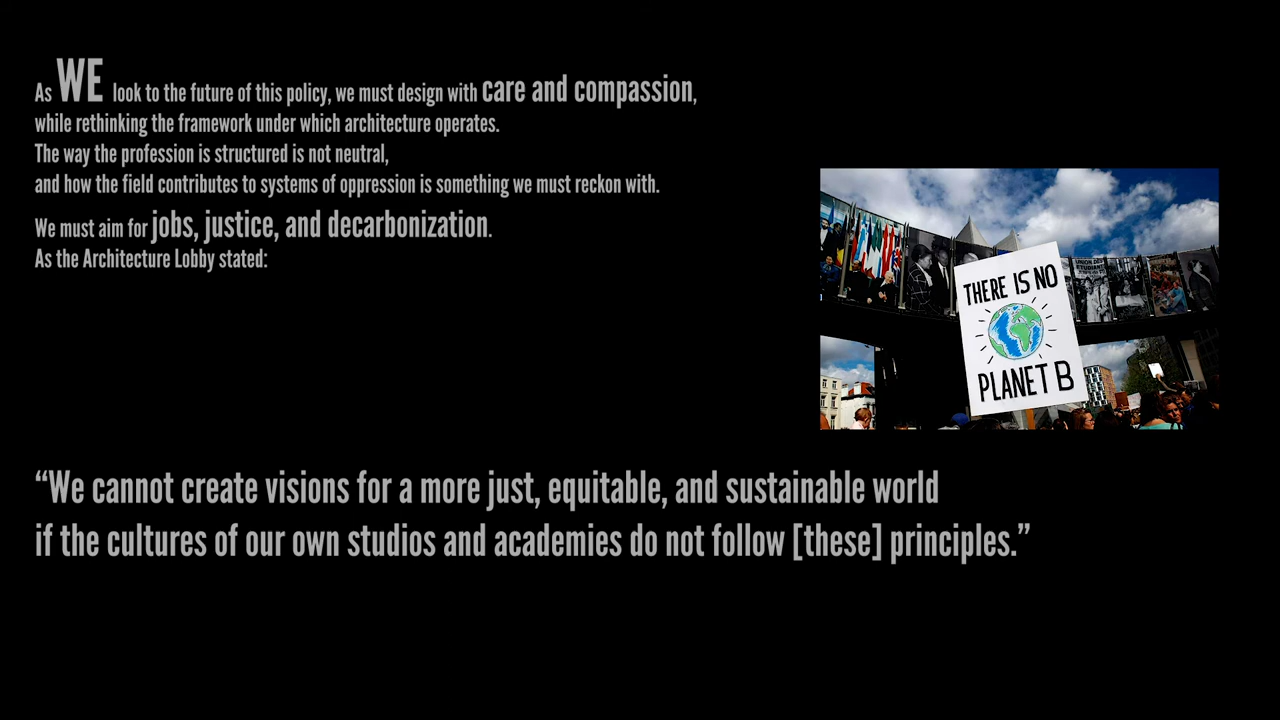 As WE look to the future of this policy, we must design with care and compassion,
while rethinking the framework under which architecture operates.
The way the profession is structured is not neutral,
and how the field contributes to systems of oppression is something we must reckon with.
We must aim for jobs, justice, and decarbonization.
As the Architecture Lobby stated:
THERE IS NO
PLANET B
UNION DES
ETUDIANT
“We cannot create visions for a more just, equitable, and sustainable world
if the cultures of our own studios and academies do not follow [these] principles.”